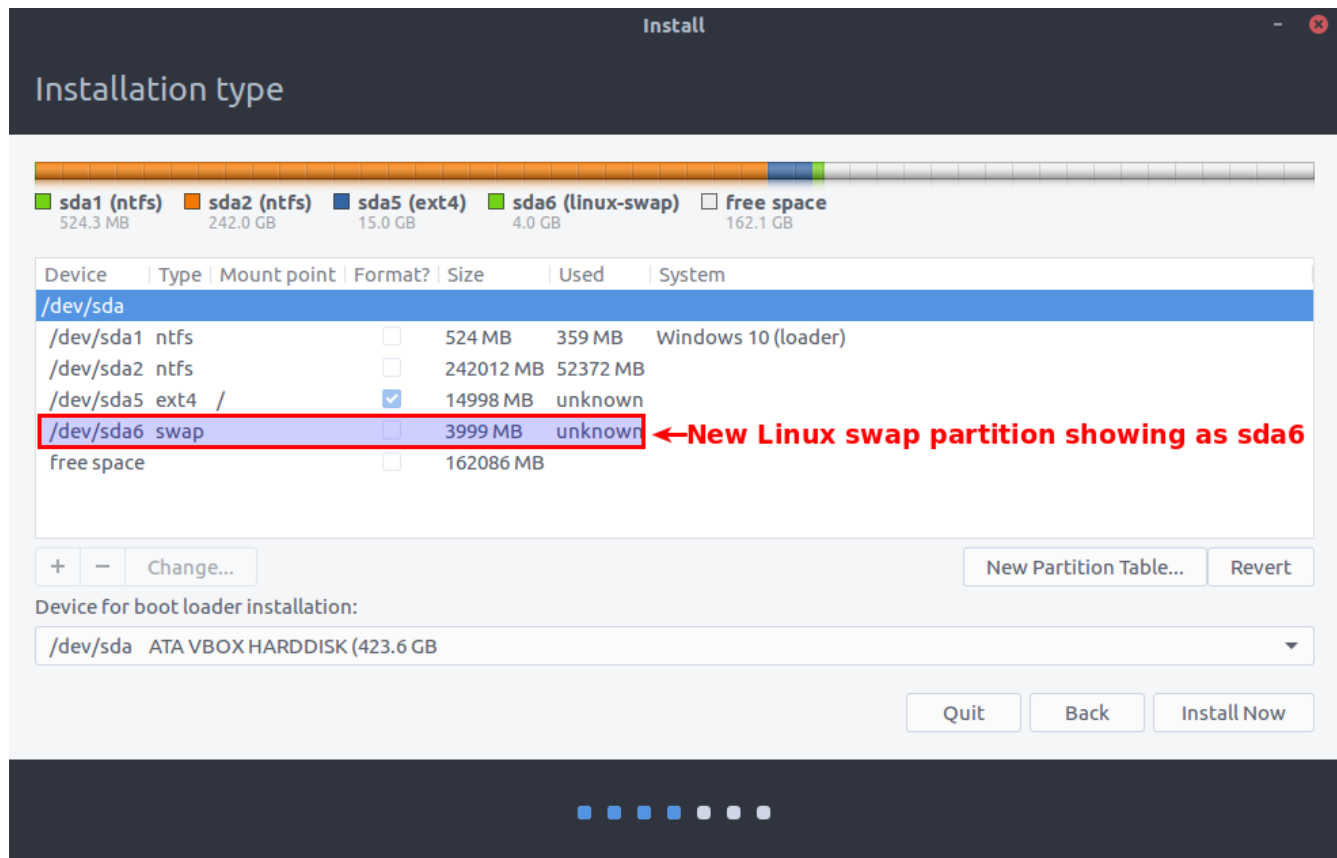 Install
Installation type
sda1 (ntfs) sda2 (ntfs) sda5 (ext4) sda6 (linux-swap) free space
524.3 MB 242.0 GB 15.0 GB 4.0 GB 162.1 GB
Device Type Mount point Format? Size Used System
/dev/sda
/dev/sda1 ntfs 524 MB 359 MB Windows 10 (loader)
/dev/sda2 ntfs 242012 MB 52372 MB
/dev/sda5 ext4 / 14998 MB unknown
/dev/sda6 swap 3999 MB unknown ←New Linux swap partition showing as sda6
free space 162086 MB
+ − Change... New Partition Table... Revert
Device for boot loader installation:
/dev/sda ATA VBOX HARDDISK (423.6 GB
Quit Back Install Now